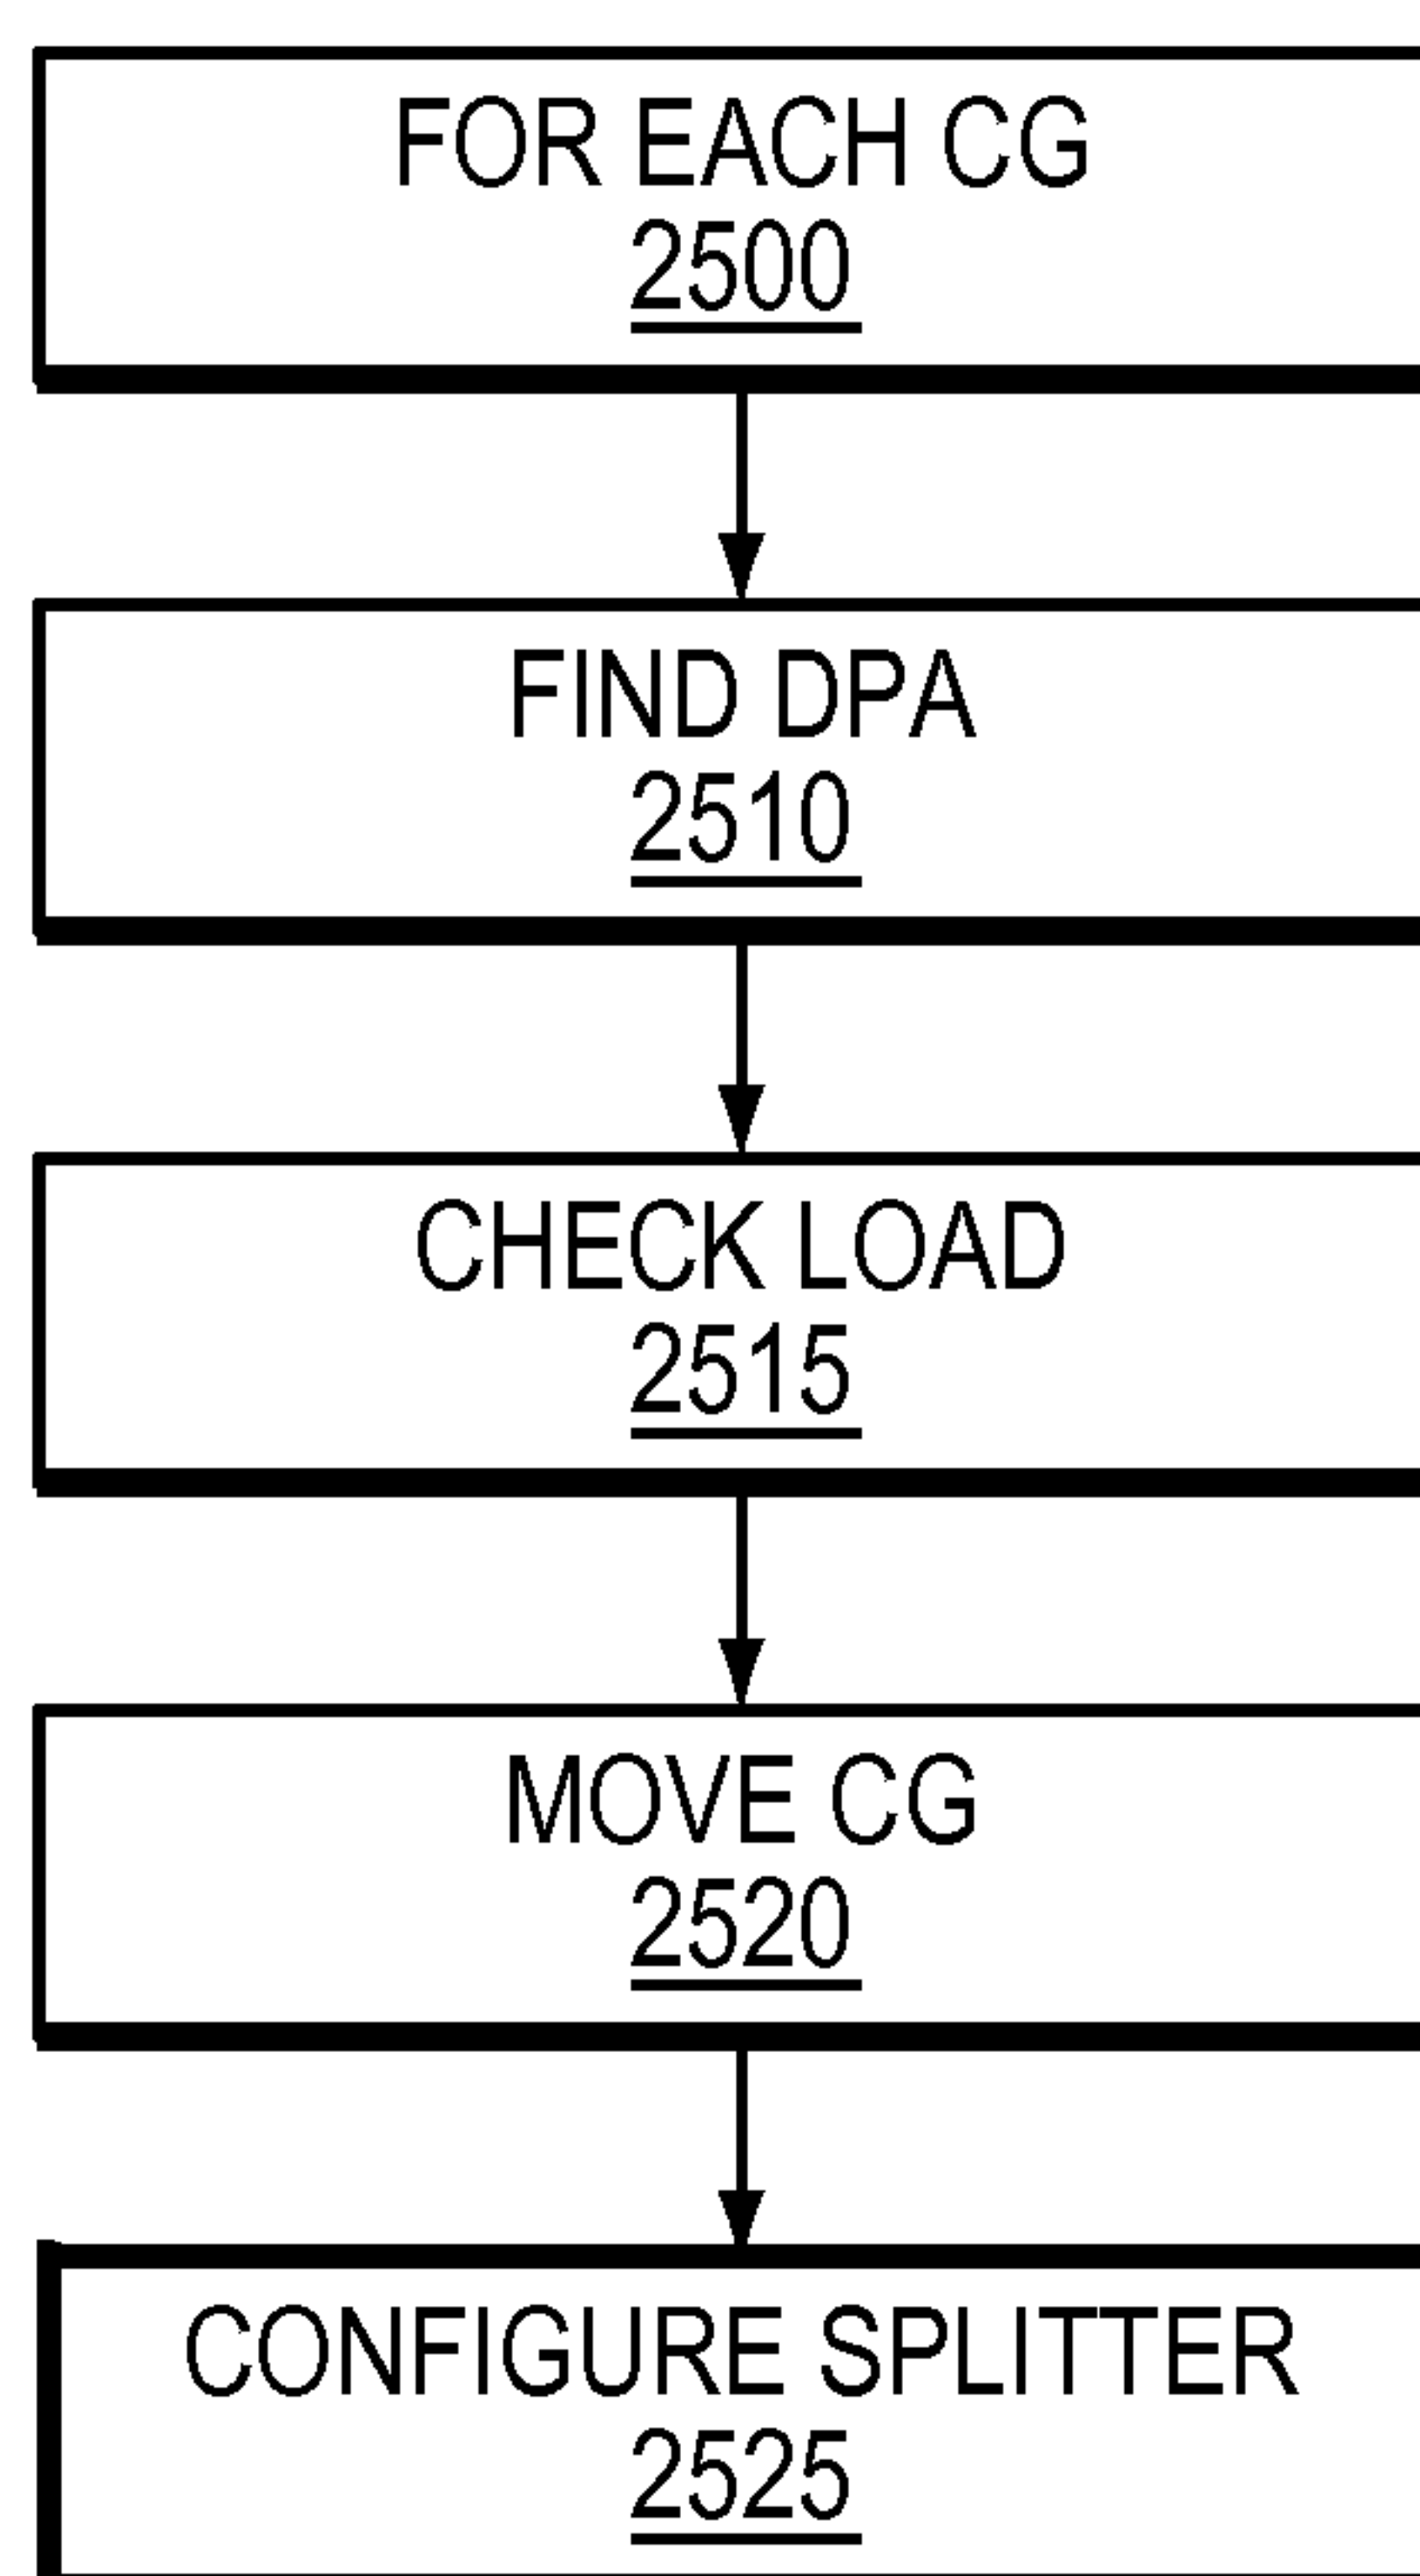 FOR EACH CG
2500
FIND DPA
2510
CHECK LOAD
2515
MOVE CG
2520
CONFIGURE SPLITTER
2525